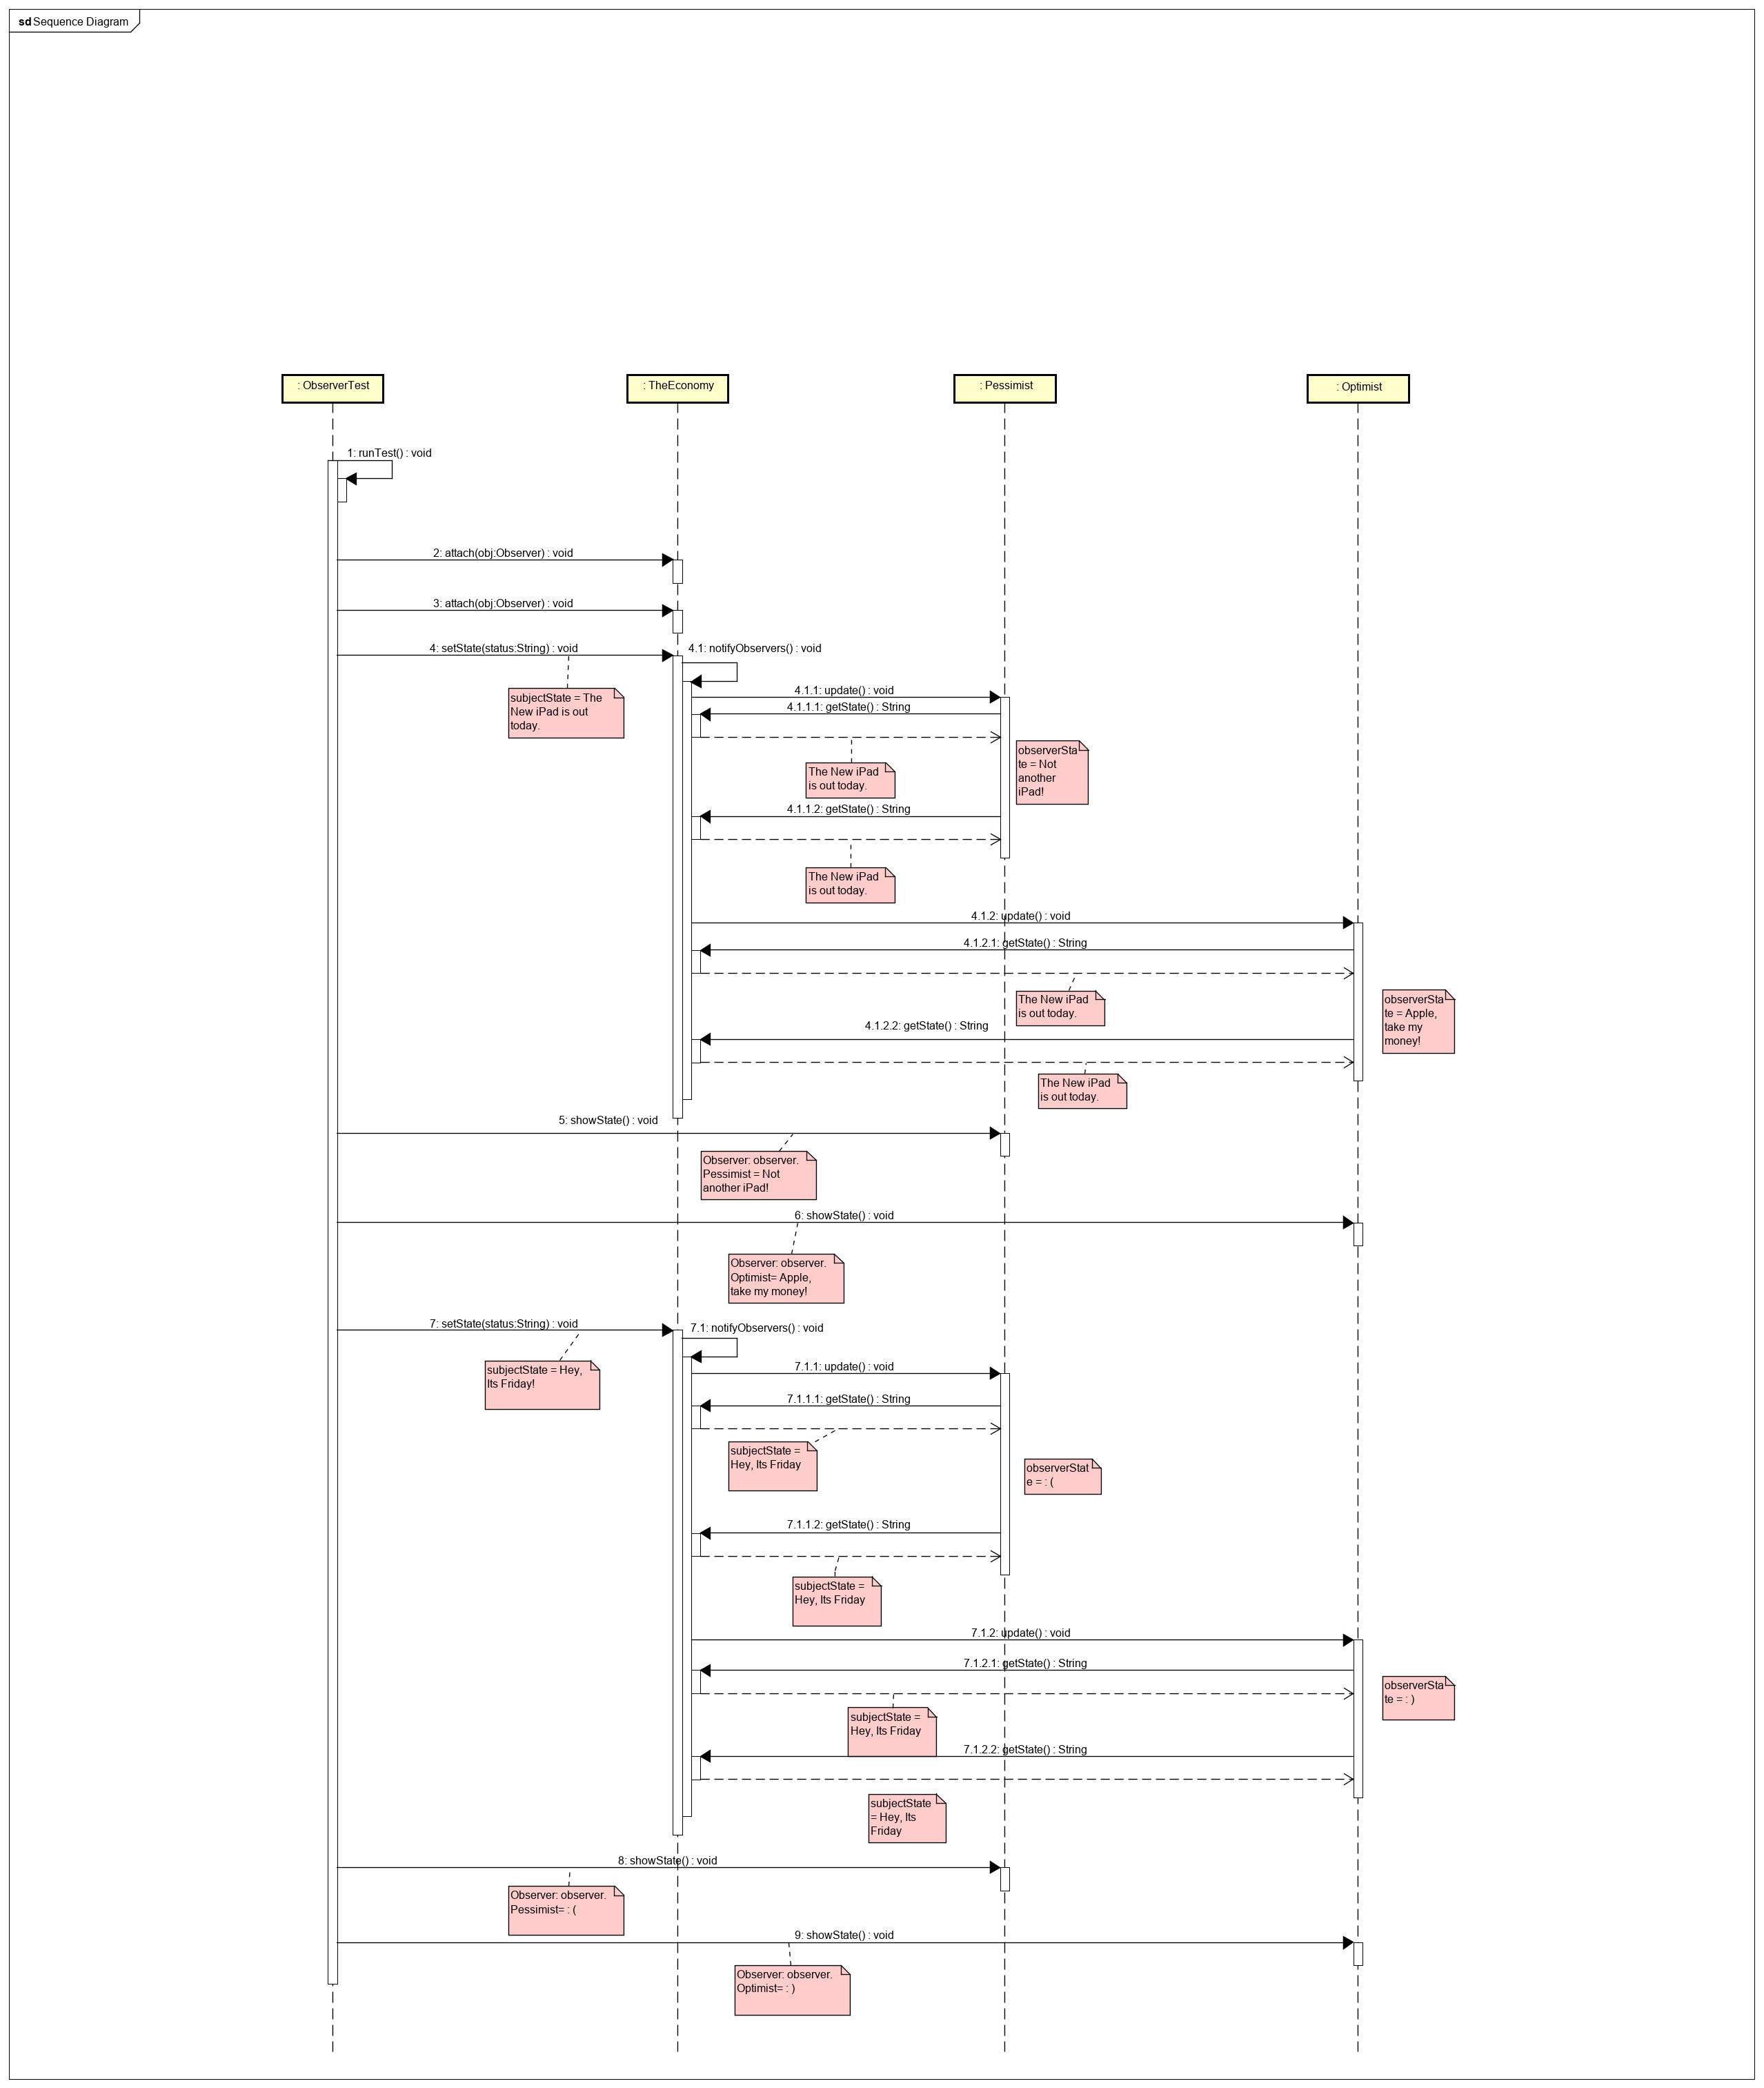 sd Sequence Diagram
: ObserverTest
: TheEconomy
: Pessimist
: Optimist
1: runTest() : void
2: attach(obj:Observer) : void
3: attach(obj:Observer) : void
4: setState(status:String) : void
4.1: notifyObservers() : void
subjectState = The
New iPad is out
today.
4.1.1: update() : void
4.1.1.1: getState() : String
The New iPad
is out today.
observerSta
te = Not
another
iPad!
4.1.1.2: getState() : String
The New iPad
is out today.
4.1.2: update() : void
4.1.2.1: getState() : String
The New iPad
is out today.
observerSta
te = Apple,
take my
money!
4.1.2.2: getState() : String
The New iPad
is out today.
5: showState() : void
Observer: observer.
Pessimist = Not
another iPad!
6: showState() : void
Observer: observer.
Optimist= Apple,
take my money!
7: setState(status:String) : void
7.1: notifyObservers() : void
subjectState = Hey,
Its Friday!
7.1.1: update() : void
7.1.1.1: getState() : String
subjectState =
Hey, Its Friday
observerStat
e = : (
7.1.1.2: getState() : String
subjectState =
Hey, Its Friday
7.1.2: update() : void
7.1.2.1: getState() : String
subjectState =
Hey, Its Friday
observerSta
te = : )
7.1.2.2: getState() : String
subjectState
= Hey, Its
Friday
8: showState() : void
Observer: observer.
Pessimist= : (
9: showState() : void
Observer: observer.
Optimist= : )